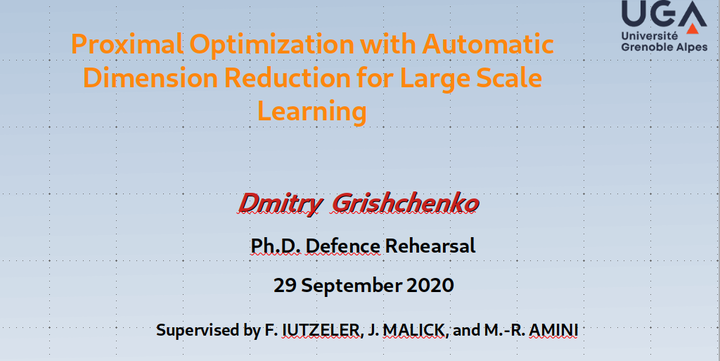 UGA
Université
Grenoble Alpes
Proximal Optimization with Automatic
Dimension Reduction for Large Scale
Learning
Dmitry Grishchenko
Ph.D. Defence Rehearsal
29 September 2020
Supervised by F. IUTZELER, J. MALICK, and M.-R. AMINI